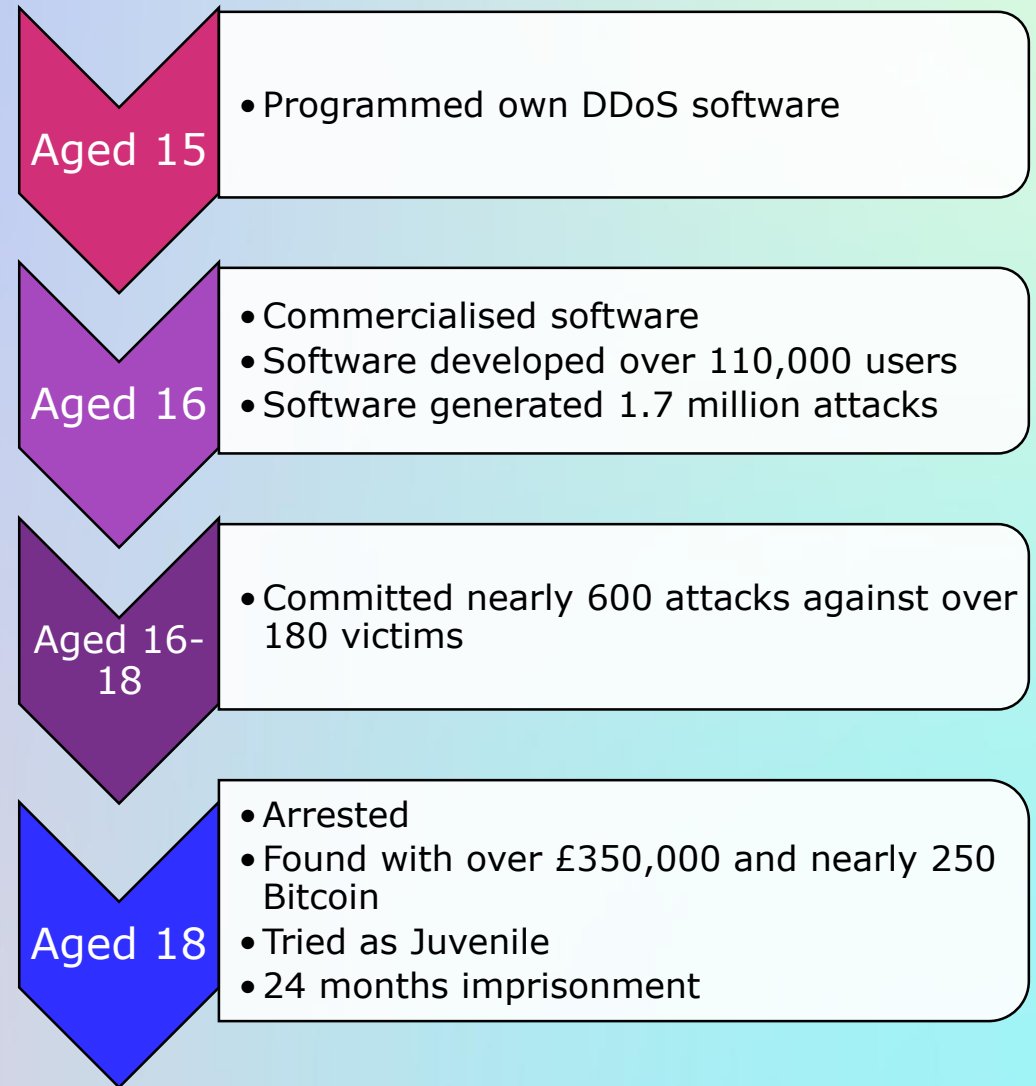 Aged 15
• Programmed own DDoS software
Aged 16
• Commercialised software
• Software developed over 110,000 users
• Software generated 1.7 million attacks
Aged 16-
18
• Committed nearly 600 attacks against over
180 victims
Aged 18
• Arrested
• Found with over £350,000 and nearly 250
Bitcoin
• Tried as Juvenile
• 24 months imprisonment